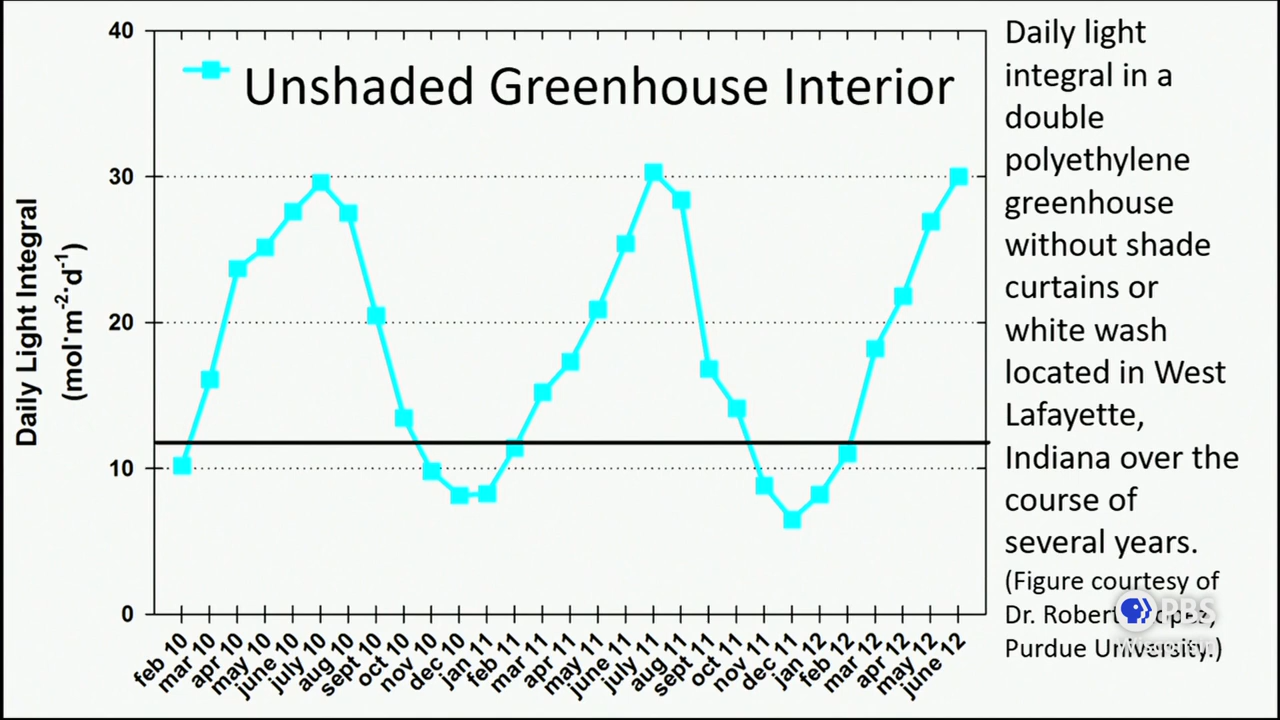 40
Unshaded Greenhouse Interior
30
20
10
0
Daily Light Integral
(mol·m-2·d-1)
feb 10
mar 10
apr 10
may 10
june 10
july 10
aug 10
sept 10
oct 10
nov 10
dec 10
jan 11
feb 11
mar 11
apr 11
may 11
june 11
july 11
aug 11
sept 11
oct 11
nov 11
dec 11
jan 12
feb 12
mar 12
apr 12
may 12
june 12
Daily light
integral in a
double
polyethylene
greenhouse
without shade
curtains or
white wash
located in West
Lafayette,
Indiana over the
course of
several years.
(Figure courtesy of
Dr. Robert Lopez,
Purdue University.)
PBS
Wisconsin